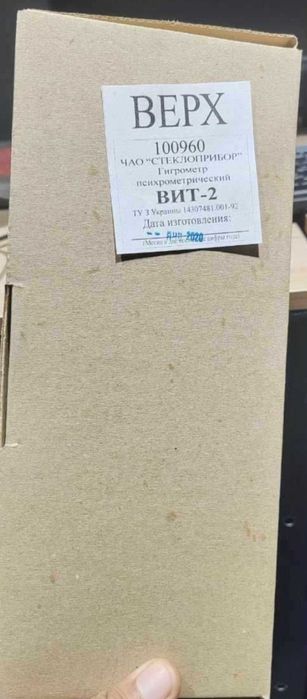 ВЕРХ
100960
ЧАО "СТЕКЛОПРИБОР"
Гигрометр
психрометрический
ВИТ-2
ТУ З Украины 14307481.001-92
Дата изготовления:
2020